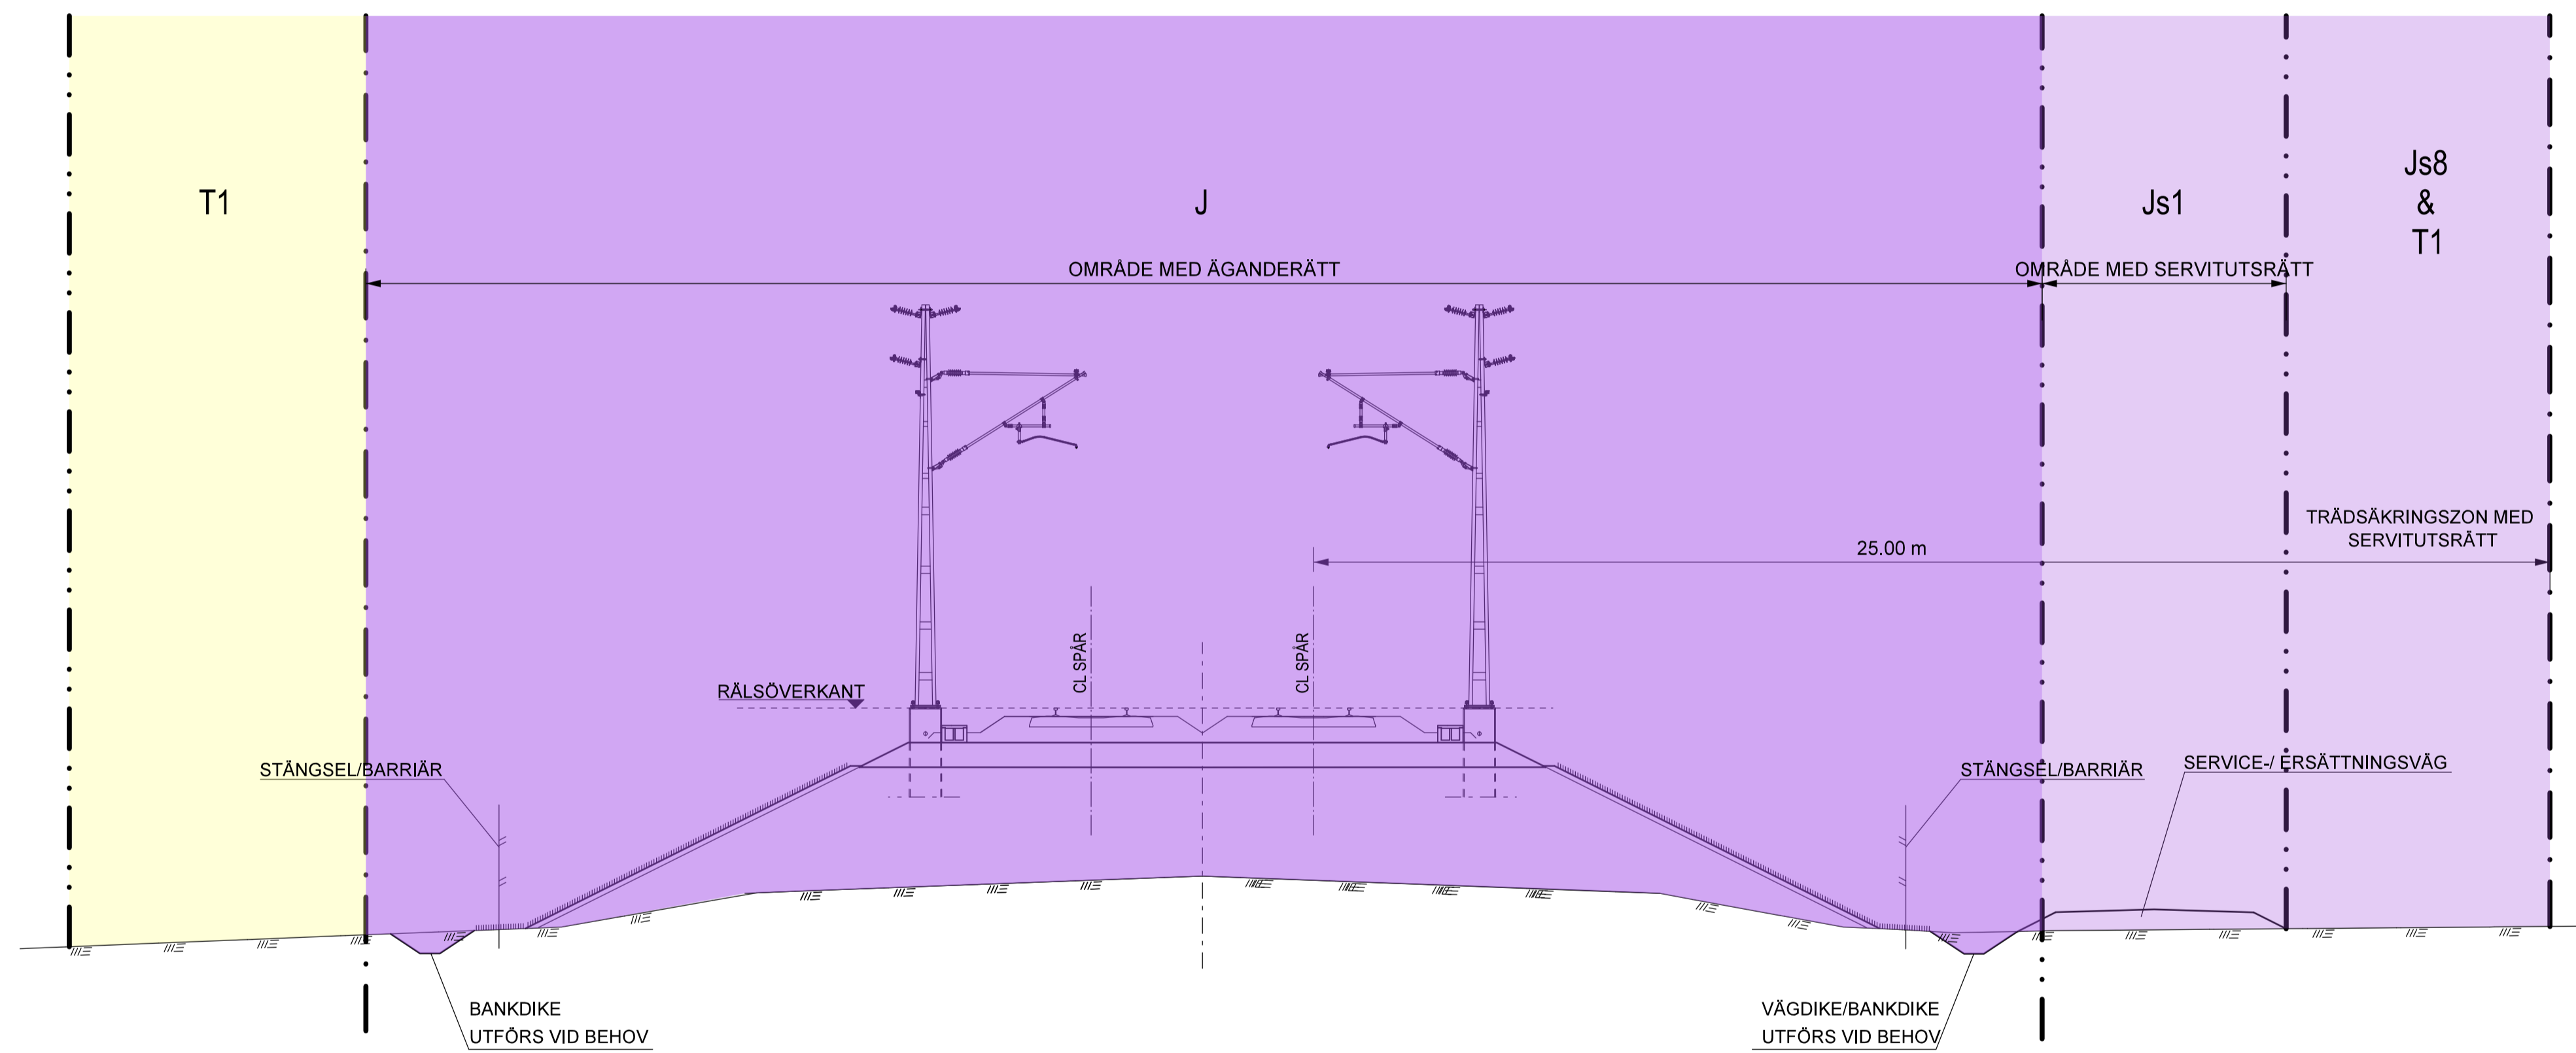 T1
J
Js1
Js8
&
T1
OMRÅDE MED ÄGANDERÄTT
OMRÅDE MED SERVITUTSRÄTT
TRÄDSÄKRINGSZON MED
SERVITUTSRÄTT
25.00 m
CL SPÅR
CL SPÅR
RÄLSÖVERKANT
STÄNGSEL/BARRIÄR
STÄNGSEL/BARRIÄR
SERVICE-/ ERSÄTTNINGSVÄG
BANKDIKE
UTFÖRS VID BEHOV
VÄGDIKE/BANKDIKE
UTFÖRS VID BEHOV